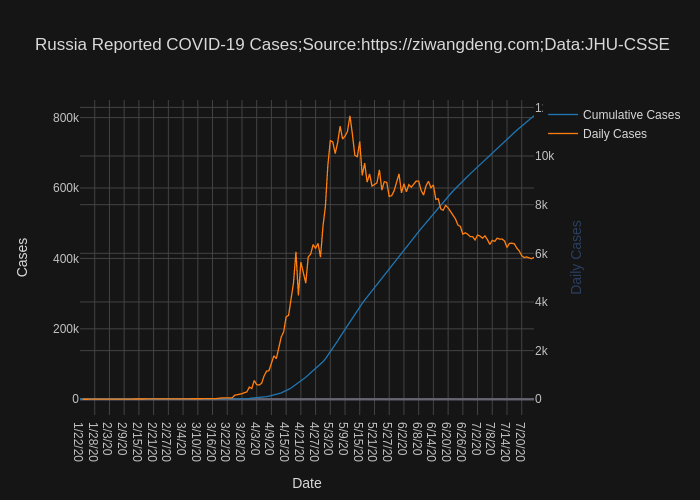 Russia Reported COVID-19 Cases;Source:https://ziwangdeng.com;Data:JHU-CSSE
Cumulative Cases
Daily Cases
800k
600k
400k
200k
0
Cases
10k
8k
6k
4k
2k
0
Daily Cases
1/22/20
1/28/20
2/3/20
2/9/20
2/15/20
2/21/20
2/27/20
3/4/20
3/10/20
3/16/20
3/22/20
3/28/20
4/3/20
4/9/20
4/15/20
4/21/20
4/27/20
5/3/20
5/9/20
5/15/20
5/21/20
5/27/20
6/2/20
6/8/20
6/14/20
6/20/20
6/26/20
7/2/20
7/8/20
7/14/20
7/20/20
Date